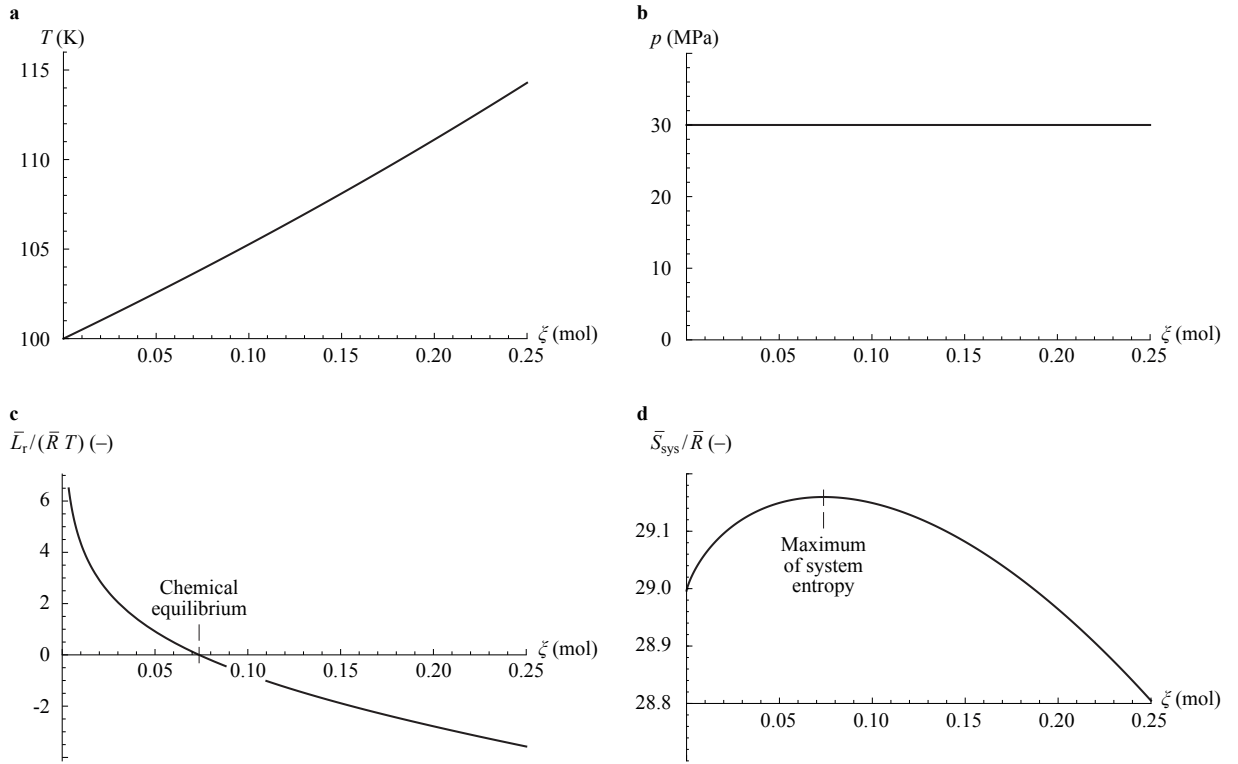 a
T (K)
115
110
105
100
0.05 0.10 0.15 0.20 0.25
ξ (mol)
b
p (MPa)
30
20
10
0
0.05 0.10 0.15 0.20 0.25
ξ (mol)
c
L̅r/(R̅ T) (–)
6
4
2
0
-2
Chemical
equilibrium
0.05 0.10 0.15 0.20 0.25
ξ (mol)
d
S̅sys/R̅ (–)
29.1
29.0
28.9
28.8
Maximum
of system
entropy
0.05 0.10 0.15 0.20 0.25
ξ (mol)